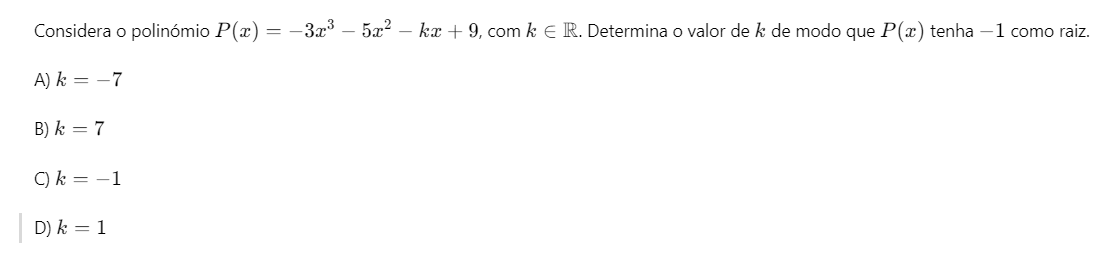 Considera o polinómio $P(x) = -3x^3 - 5x^2 - kx + 9$, com $k \in \mathbb{R}$. Determina o valor de $k$ de modo que $P(x)$ tenha $-1$ como raiz.
A) $k = -7$
B) $k = 7$
C) $k = -1$
D) $k = 1$